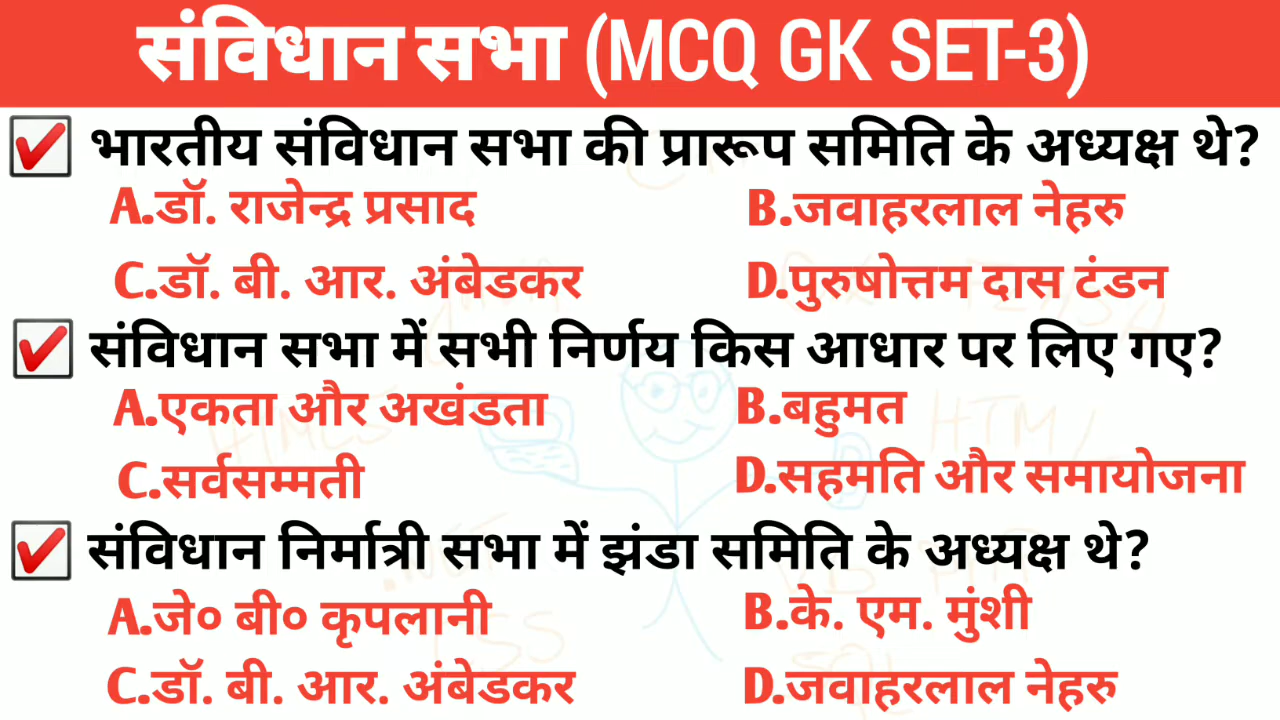 संविधान सभा (MCQ GK SET-3)
भारतीय संविधान सभा की प्रारूप समिति के अध्यक्ष थे?
A.डॉ. राजेन्द्र प्रसाद B.जवाहरलाल नेहरु
C.डॉ. बी. आर. अंबेडकर D.पुरुषोत्तम दास टंडन
संविधान सभा में सभी निर्णय किस आधार पर लिए गए?
A.एकता और अखंडता B.बहुमत
C.सर्वसम्मती D.सहमति और समायोजना
संविधान निर्मात्री सभा में झंडा समिति के अध्यक्ष थे?
A.जे० बी० कृपलानी B.के. एम. मुंशी
C.डॉ. बी. आर. अंबेडकर D.जवाहरलाल नेहरु